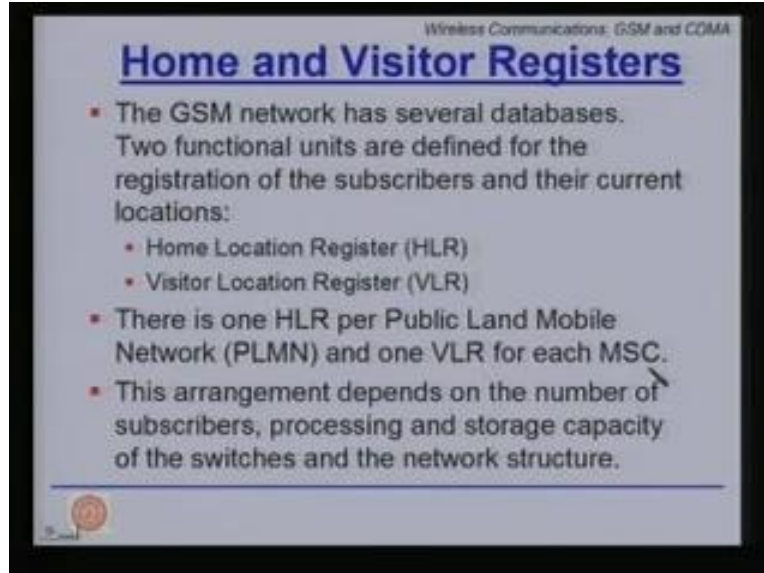 Wireless Communications: GSM and CDMA
Home and Visitor Registers
▪ The GSM network has several databases.
Two functional units are defined for the
registration of the subscribers and their current
locations:
▪ Home Location Register (HLR)
▪ Visitor Location Register (VLR)
▪ There is one HLR per Public Land Mobile
Network (PLMN) and one VLR for each MSC.
▪ This arrangement depends on the number of
subscribers, processing and storage capacity
of the switches and the network structure.